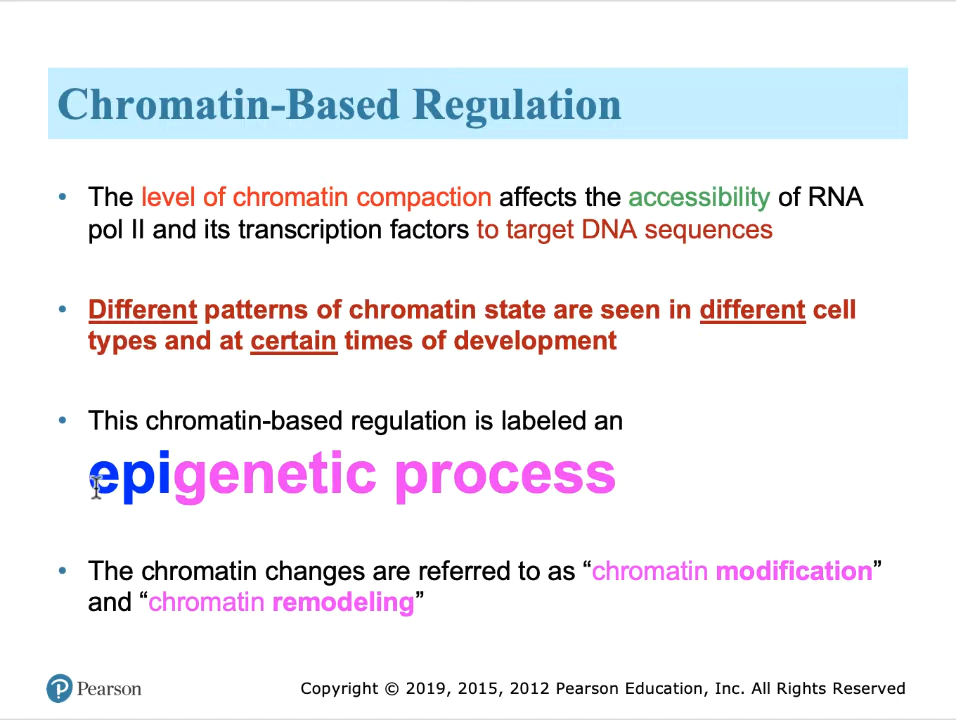 Chromatin-Based Regulation
• The level of chromatin compaction affects the accessibility of RNA
pol II and its transcription factors to target DNA sequences
• Different patterns of chromatin state are seen in different cell
types and at certain times of development
• This chromatin-based regulation is labeled an
epigenetic process
• The chromatin changes are referred to as “chromatin modification”
and “chromatin remodeling”
Pearson
Copyright © 2019, 2015, 2012 Pearson Education, Inc. All Rights Reserved